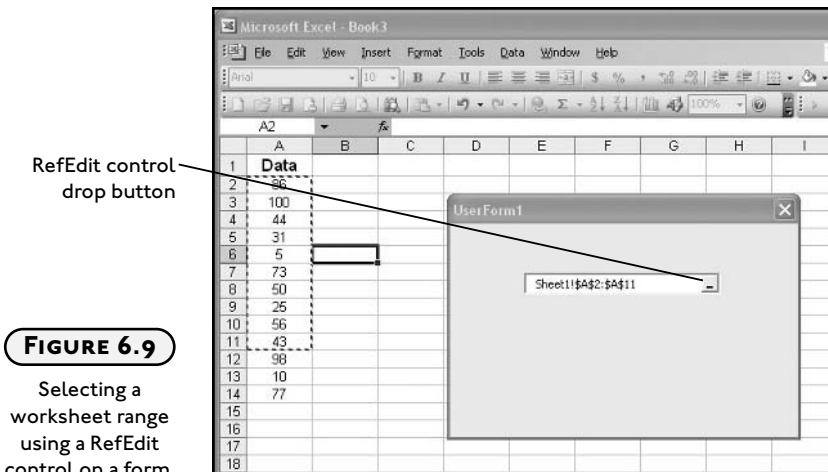 Microsoft Excel - Book3
File Edit View Insert Format Tools Data Window Help
Arial 10 B I U $ % ,
Σ 100%
A2 fx
A B C D E F G H I
1 Data
2 86
3 100
4 44
5 31
6 5
7 73
8 50
9 25
10 56
11 43
12 98
13 10
14 77
15
16
17
18
UserForm1
Sheet1!$A$2:$A$11
RefEdit control
drop button
FIGURE 6.9
Selecting a
worksheet range
using a RefEdit
control on a form